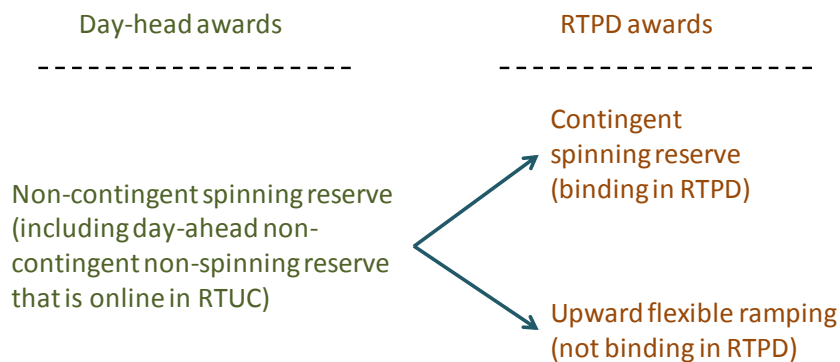 Day-head awards
RTPD awards
Contingent
spinning reserve
(binding in RTPD)
Non-contingent spinning reserve
(including day-ahead non-
contingent non-spinning reserve
that is online in RTUC)
Upward flexible ramping
(not binding in RTPD)